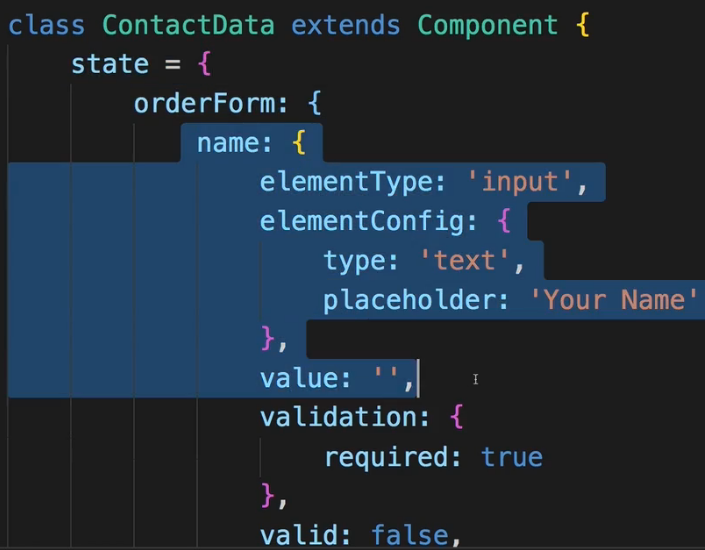 class ContactData extends Component {
state = {
orderForm: {
name: {
elementType: 'input',
elementConfig: {
type: 'text',
placeholder: 'Your Name'
},
value: '',
validation: {
required: true
},
valid: false,